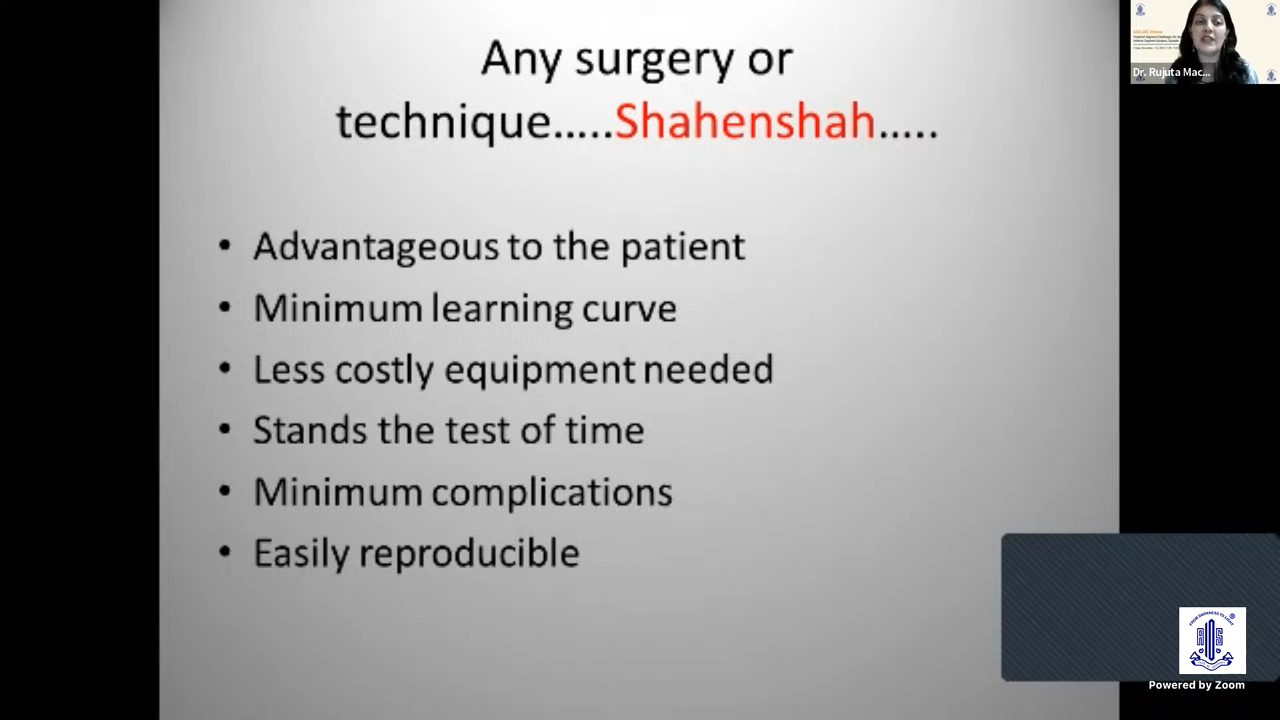 Any surgery or
technique.....Shahenshah.....
• Advantageous to the patient
• Minimum learning curve
• Less costly equipment needed
• Stands the test of time
• Minimum complications
• Easily reproducible
Dr. Rujuta Mac...
Powered by Zoom